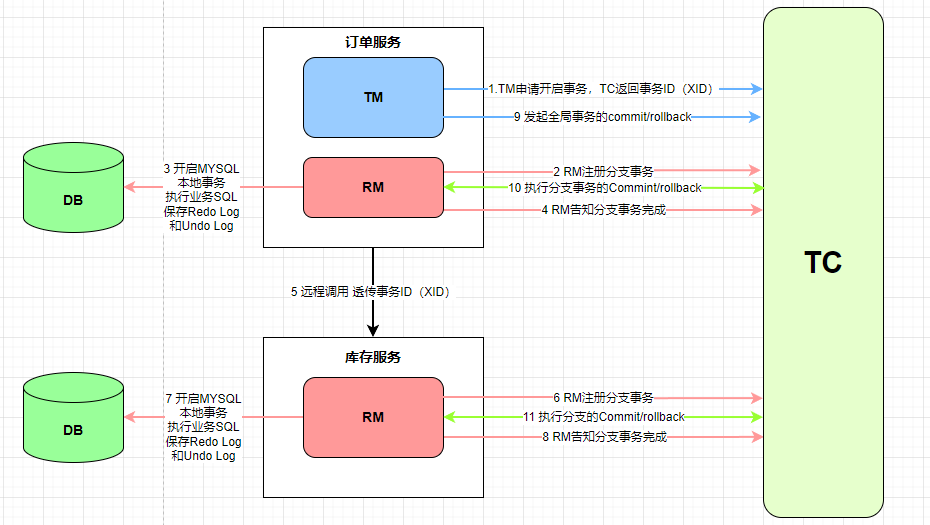 订单服务
TM
1.TM申请开启事务，TC返回事务ID（XID）
9 发起全局事务的commit/rollback
RM
2 RM注册分支事务
10 执行分支事务的Commint/rollback
4 RM告知分支事务完成
3 开启MYSQL
本地事务
执行业务SQL
保存Redo Log
和Undo Log
DB
TC
5 远程调用 透传事务ID（XID）
库存服务
RM
6 RM注册分支事务
11 执行分支的Commit/rollback
8 RM告知分支事务完成
7 开启MYSQL
本地事务
执行业务SQL
保存Redo Log
和Undo Log
DB